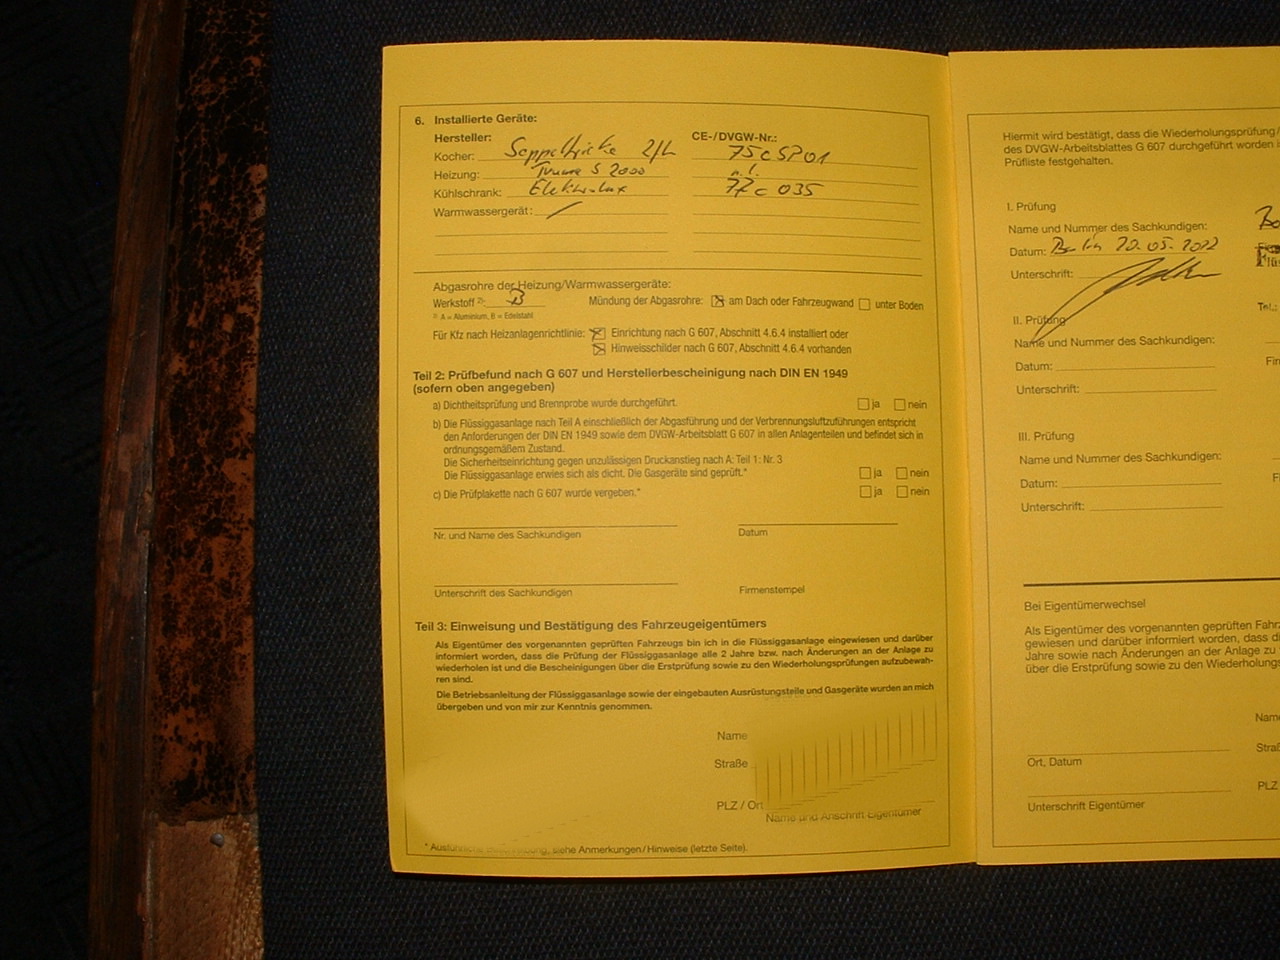 6. Installierte Geräte:
Hersteller: CE-/DVGW-Nr.:
Kocher: Seppelfricke 2fl 75cSP01
Heizung: Truma S 2000 n.l.
Kühlschrank: Elektrolux 77c 035
Warmwassergerät: /
Abgasrohre der Heizung/Warmwassergeräte:
Werkstoff 2) B Mündung der Abgasrohre: ☒ am Dach oder Fahrzeugwand ☐ unter Boden
2) A = Aluminium, B = Edelstahl
Für Kfz nach Heizanlagenrichtlinie: ☒ Einrichtung nach G 607, Abschnitt 4.6.4 installiert oder
☒ Hinweisschilder nach G 607, Abschnitt 4.6.4 vorhanden
Teil 2: Prüfbefund nach G 607 und Herstellerbescheinigung nach DIN EN 1949
(sofern oben angegeben)
a) Dichtheitsprüfung und Brennprobe wurde durchgeführt. ☐ ja ☐ nein
b) Die Flüssiggasanlage nach Teil A einschließlich der Abgasführung und der Verbrennungsluftzuführungen entspricht
den Anforderungen der DIN EN 1949 sowie dem DVGW-Arbeitsblatt G 607 in allen Anlagenteilen und befindet sich in
ordnungsgemäßem Zustand.
Die Sicherheitseinrichtung gegen unzulässigen Druckanstieg nach A: Teil 1: Nr. 3
Die Flüssiggasanlage erwies sich als dicht. Die Gasgeräte sind geprüft.* ☐ ja ☐ nein
c) Die Prüfplakette nach G 607 wurde vergeben.* ☐ ja ☐ nein
Nr. und Name des Sachkundigen Datum
Unterschrift des Sachkundigen Firmenstempel
Teil 3: Einweisung und Bestätigung des Fahrzeugeigentümers
Als Eigentümer des vorgenannten geprüften Fahrzeugs bin ich in die Flüssiggasanlage eingewiesen und darüber
informiert worden, dass die Prüfung der Flüssiggasanlage alle 2 Jahre bzw. nach Änderungen an der Anlage zu
wiederholen ist und die Bescheinigungen über die Erstprüfung sowie zu den Wiederholungsprüfungen aufzubewah-
ren sind.
Die Betriebsanleitung der Flüssiggasanlage sowie der eingebauten Ausrüstungsteile und Gasgeräte wurden an mich
übergeben und von mir zur Kenntnis genommen.
Name
Straße
PLZ / Ort
Name und Anschrift Eigentümer
siehe Anmerkungen/Hinweise (letzte Seite).
Hiermit wird bestätigt, dass die Wiederholungsprüfung/
des DVGW-Arbeitsblattes G 607 durchgeführt worden
Prüfliste festgehalten.
I. Prüfung
Name und Nummer des Sachkundigen:
Datum: Berlin 20.05.2022
Unterschrift:
II. Prüfung
Name und Nummer des Sachkundigen:
Datum:
Unterschrift:
III. Prüfung
Name und Nummer des Sachkundigen:
Datum:
Unterschrift:
Bei Eigentümerwechsel
Als Eigentümer des vorgenannten geprüften Fahrz
gewiesen und darüber informiert worden, dass di
Jahre sowie nach Änderungen an der Anlage zu
über die Erstprüfung sowie zu den Wiederholungs
Name
Straß
Ort, Datum
PLZ
Unterschrift Eigentümer